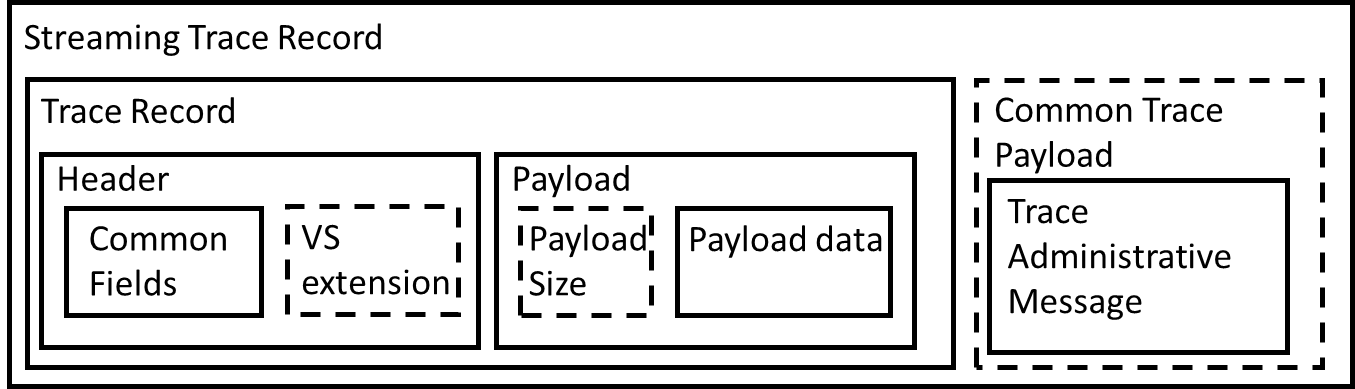 Streaming Trace Record
Trace Record
Header
Common
Fields
VS
extension
Payload
Payload
Size
Payload data
Common Trace
Payload
Trace
Administrative
Message